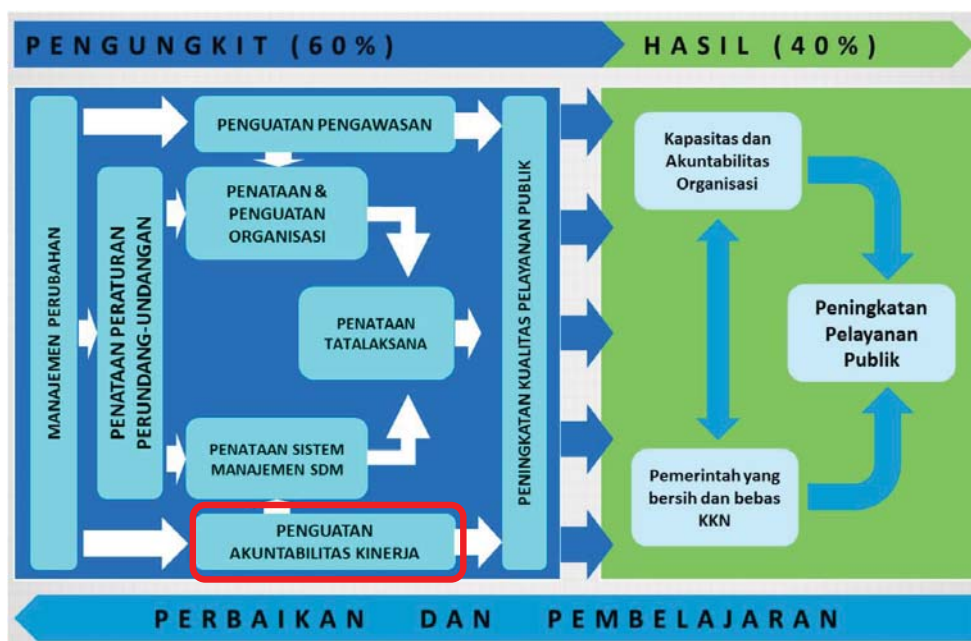 PENGUNGKIT (60%)
HASIL (40%)
MANAJEMEN PERUBAHAN
PENATAAN PERATURAN
PERUNDANG-UNDANGAN
PENGUATAN PENGAWASAN
PENATAAN &
PENGUATAN
ORGANISASI
PENATAAN
TATALAKSANA
PENATAAN SISTEM
MANAJEMEN SDM
PENGUATAN
AKUNTABILITAS KINERJA
PENINGKATAN KUALITAS PELAYANAN PUBLIK
Kapasitas dan
Akuntabilitas
Organisasi
Peningkatan
Pelayanan
Publik
Pemerintah yang
bersih dan bebas
KKN
PERBAIKAN DAN PEMBELAJARAN